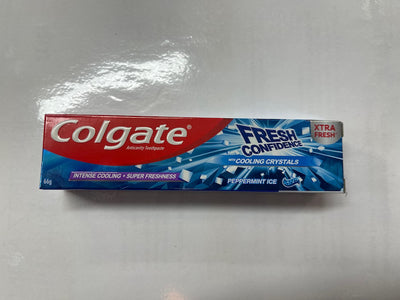 Colgate®
Anticavity Toothpaste
FRESH
CONFIDENCE
WITH COOLING CRYSTALS
XTRA
FRESH
INTENSE COOLING + SUPER FRESHNESS
66g
PEPPERMINT ICE